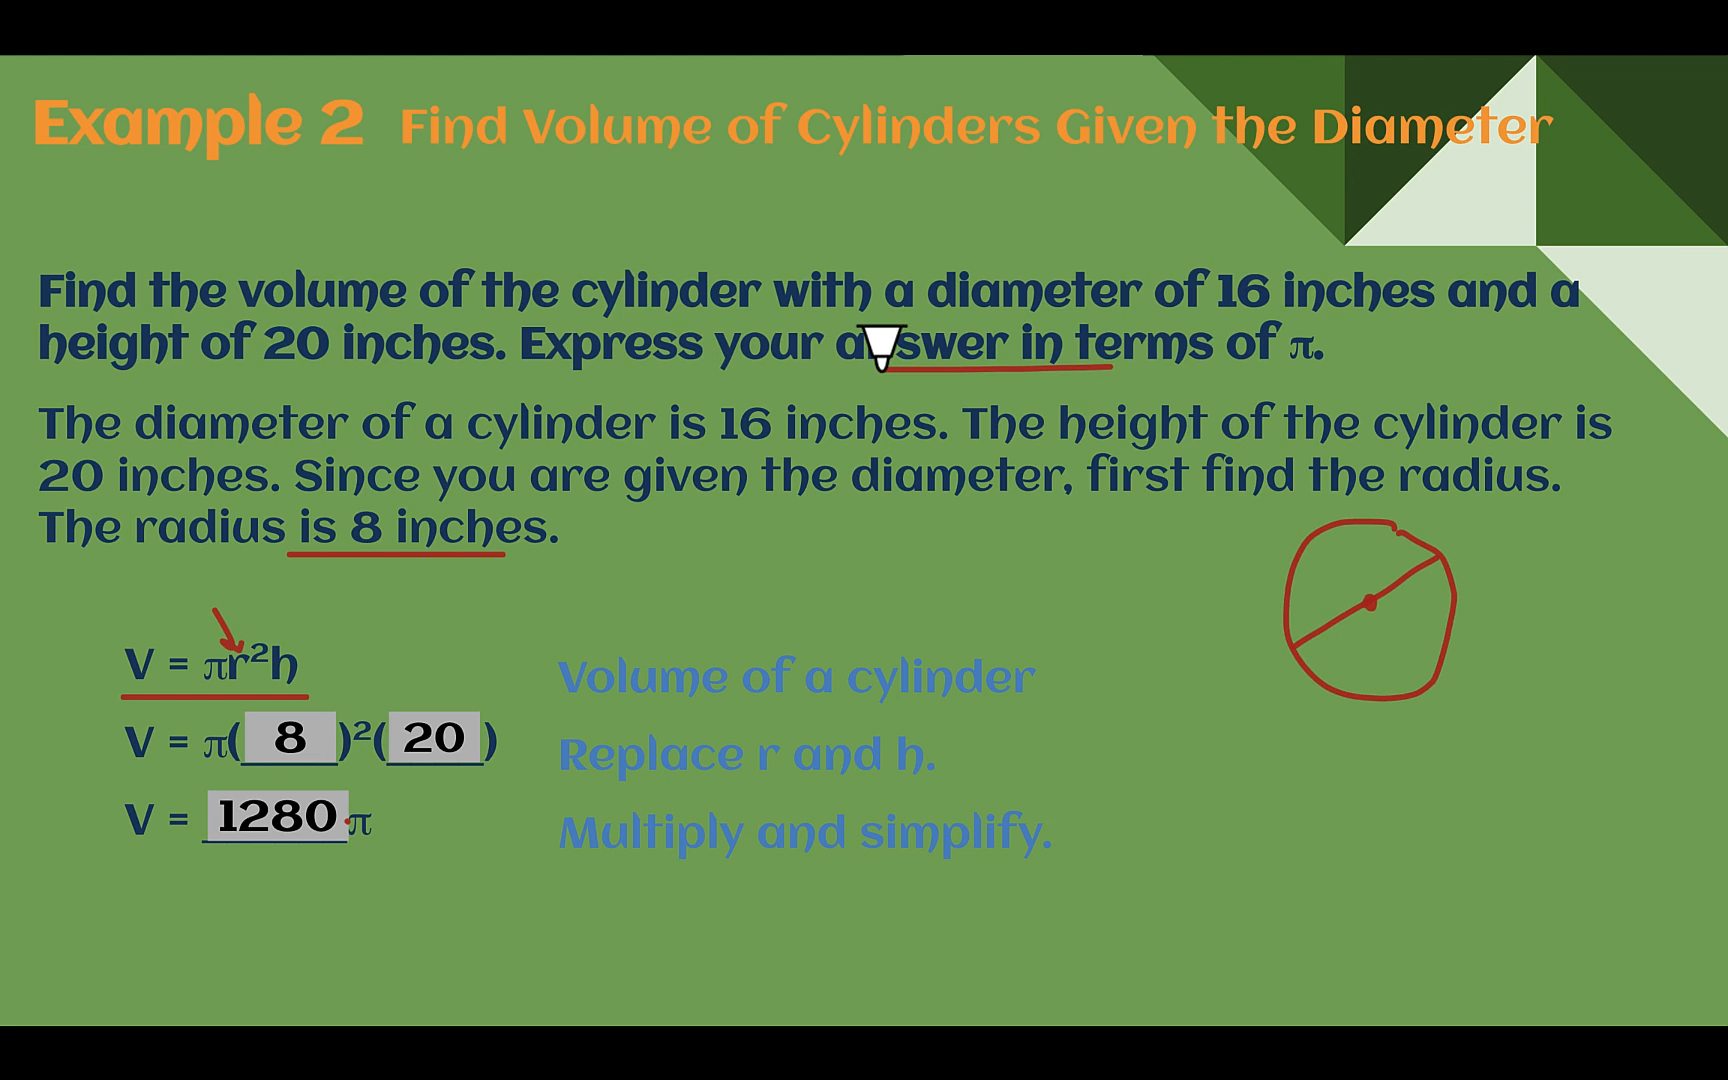 Example 2 Find Volume of Cylinders Given the Diameter
Find the volume of the cylinder with a diameter of 16 inches and a
height of 20 inches. Express your answer in terms of π.
The diameter of a cylinder is 16 inches. The height of the cylinder is
20 inches. Since you are given the diameter, first find the radius.
The radius is 8 inches.
V = πr²h Volume of a cylinder
V = π( 8 )²( 20 ) Replace r and h.
V = 1280 π Multiply and simplify.